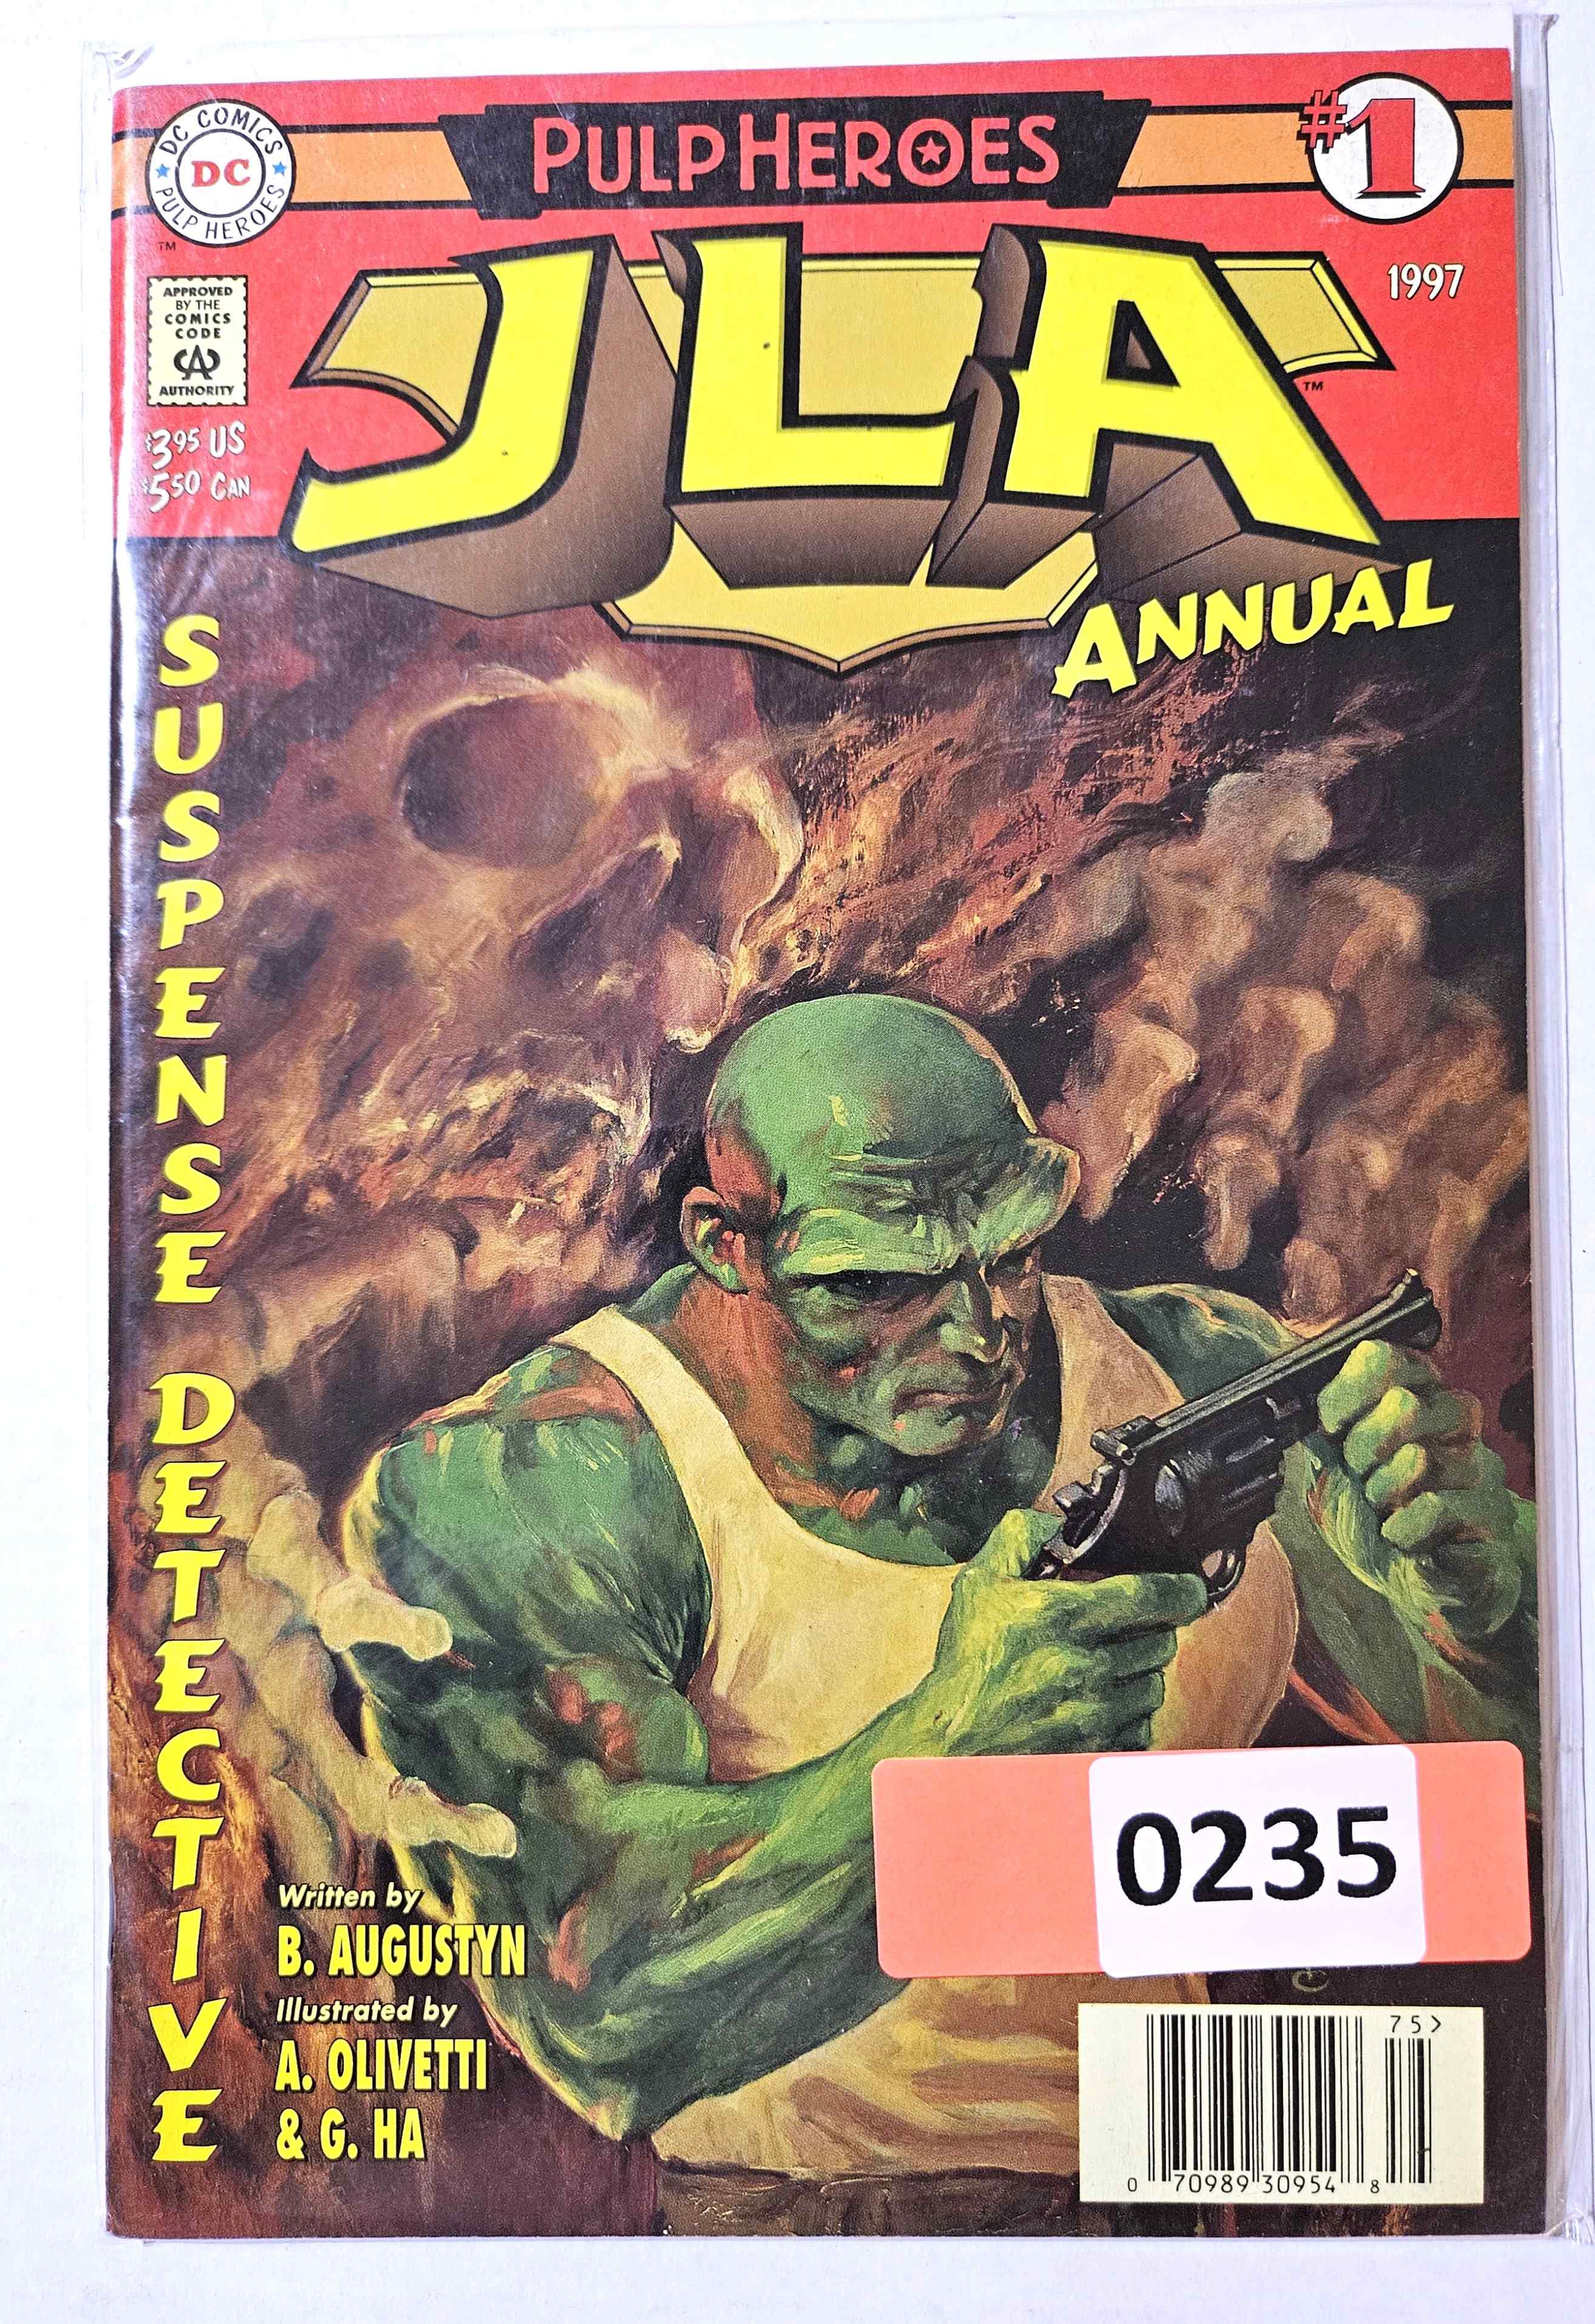 DC COMICS
DC
PULP HEROES
TM
PULP HEROES
#1
1997
JLA
TM
ANNUAL
APPROVED
BY THE
COMICS
CODE
CA
AUTHORITY
$3.95 US
$5.50 CAN
SUSPENSE DETECTIVE
Written by
B. AUGUSTYN
Illustrated by
A. OLIVETTI
& G. HA
0235
75>
0 70989 30954 8